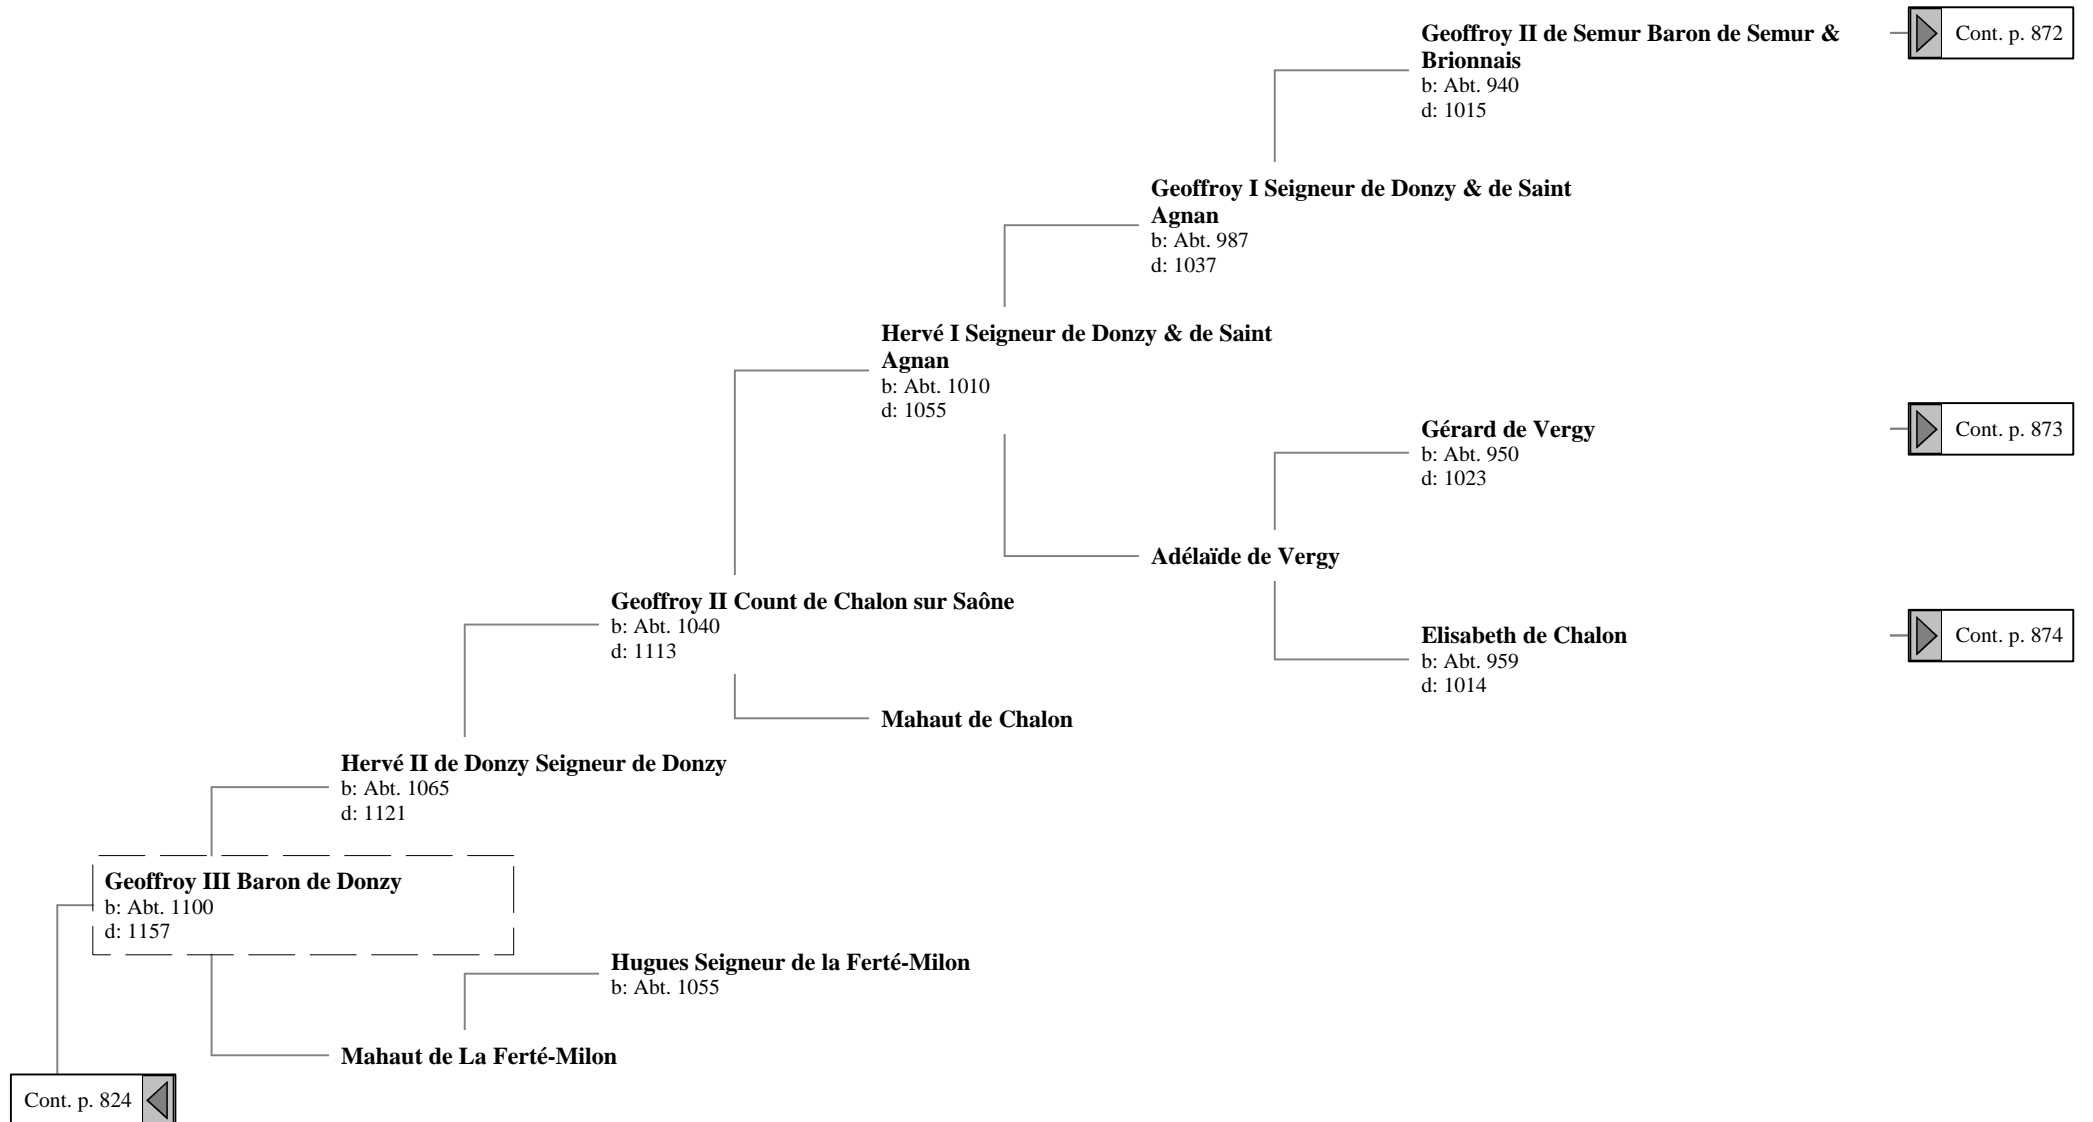 Geoffroy II de Semur Baron de Semur &
Brionnais
b: Abt. 940
d: 1015
Cont. p. 872
Geoffroy I Seigneur de Donzy & de Saint
Agnan
b: Abt. 987
d: 1037
Hervé I Seigneur de Donzy & de Saint
Agnan
b: Abt. 1010
d: 1055
Gérard de Vergy
b: Abt. 950
d: 1023
Cont. p. 873
Adélaïde de Vergy
Geoffroy II Count de Chalon sur Saône
b: Abt. 1040
d: 1113
Elisabeth de Chalon
b: Abt. 959
d: 1014
Cont. p. 874
Mahaut de Chalon
Hervé II de Donzy Seigneur de Donzy
b: Abt. 1065
d: 1121
Geoffroy III Baron de Donzy
b: Abt. 1100
d: 1157
Hugues Seigneur de la Ferté-Milon
b: Abt. 1055
Mahaut de La Ferté-Milon
Cont. p. 824